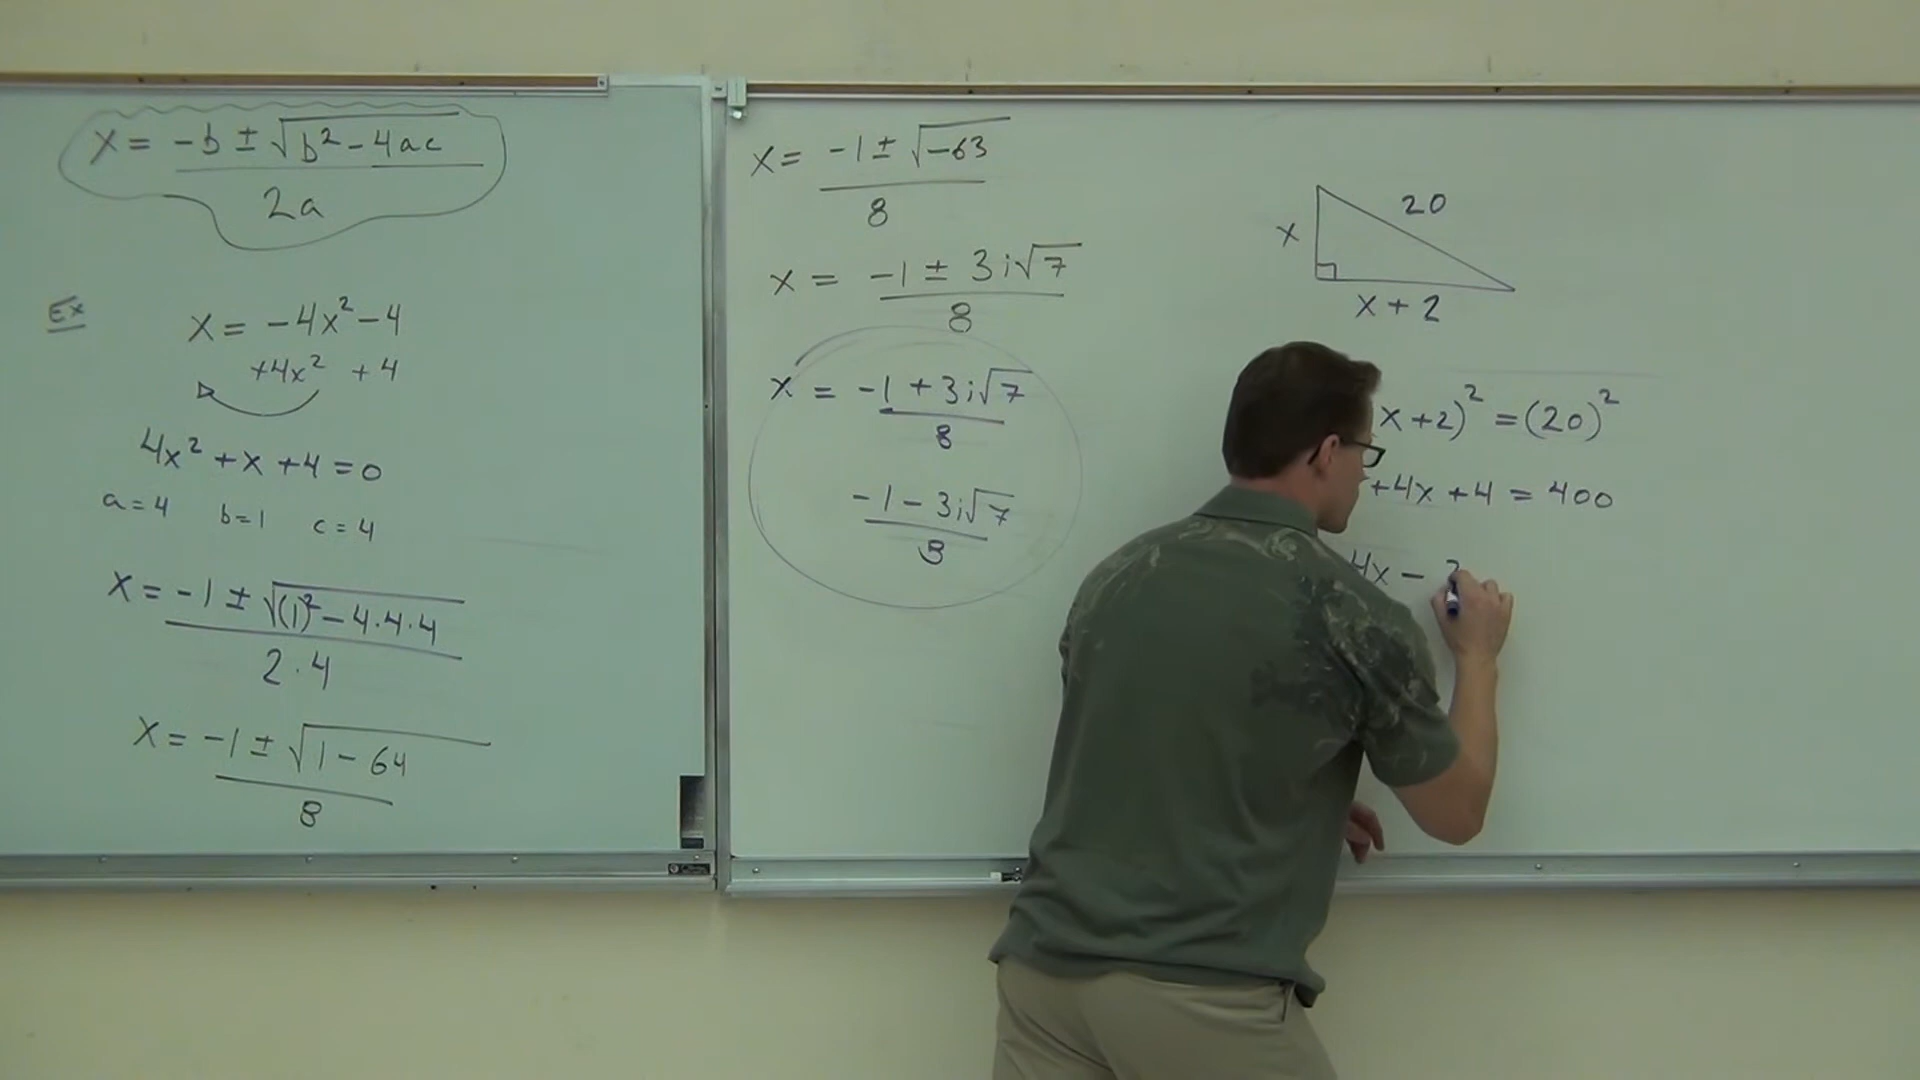 x = -b ± √b² - 4ac
2a
Ex
x = -4x² - 4
+4x² + 4
4x² + x + 4 = 0
a = 4 b = 1 c = 4
x = -1 ± √(1)² - 4·4·4
2·4
x = -1 ± √1 - 64
8
x = -1 ± √-63
8
x = -1 ± 3i√7
8
x = -1 + 3i√7
8
-1 - 3i√7
8
20
x
x + 2
x + 2)² = (20)²
+ 4x + 4 = 400
4x -